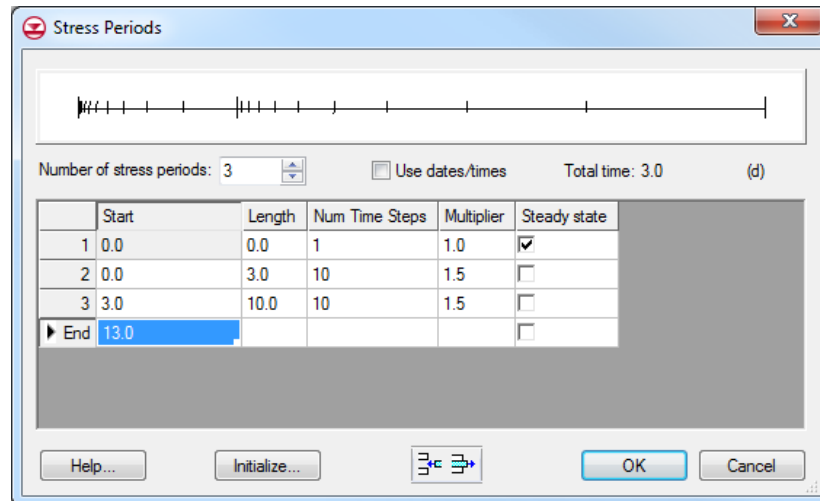 Stress Periods
Number of stress periods: 3 Use dates/times Total time: 3.0 (d)
Start Length Num Time Steps Multiplier Steady state
1 0.0 0.0 1 1.0
2 0.0 3.0 10 1.5
3 3.0 10.0 10 1.5
End 13.0
Help... Initialize... OK Cancel